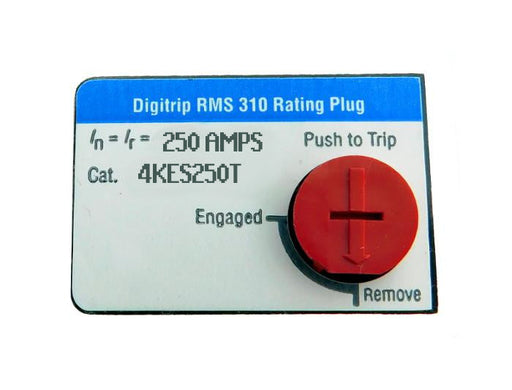 Digitrip RMS 310 Rating Plug
In = Ir = 250 AMPS
Push to Trip
Cat. 4KES250T
Engaged
Remove